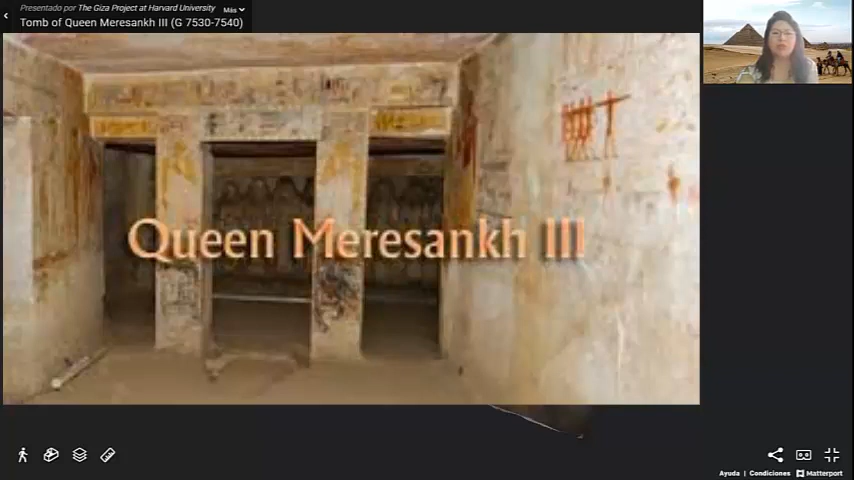 Presentado por The Giza Project at Harvard University Más
Tomb of Queen Meresankh III (G 7530-7540)
Queen Meresankh III
Ayuda | Condiciones Matterport